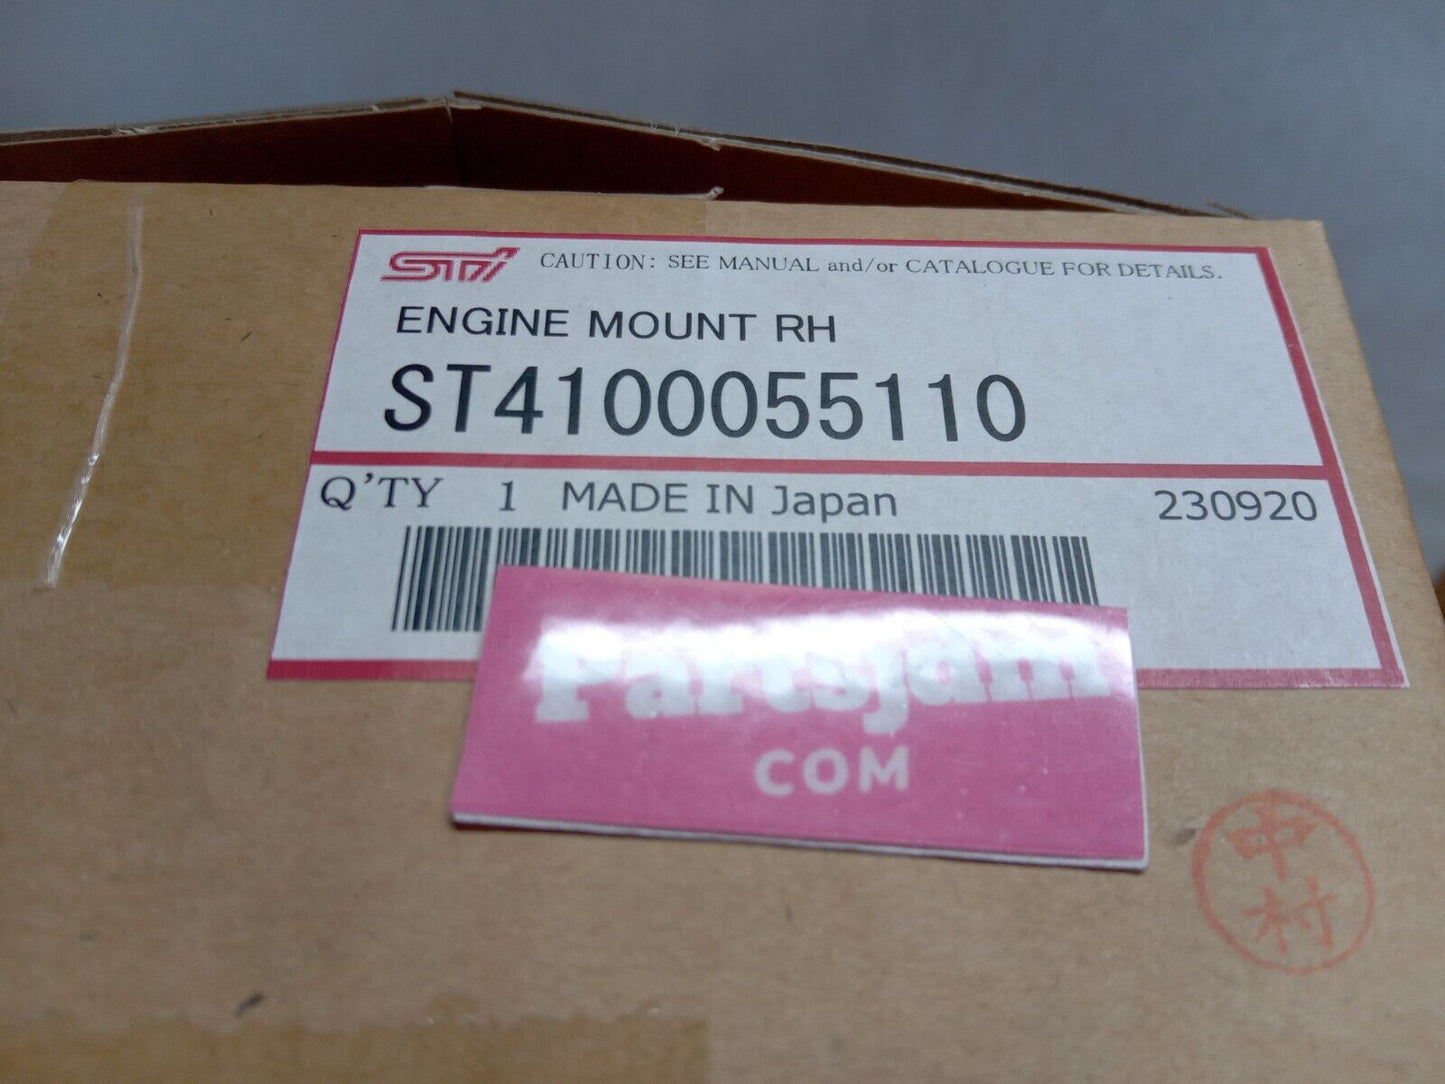 STI CAUTION: SEE MANUAL and/or CATALOGUE FOR DETAILS.
ENGINE MOUNT RH
ST4100055110
Q'TY 1 MADE IN Japan 230920
Partsjam
COM
中村